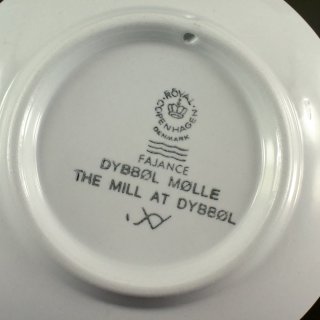 ROYAL
COPENHAGEN
DENMARK
FAJANCE
DYBBØL MØLLE
THE MILL AT DYBBØL